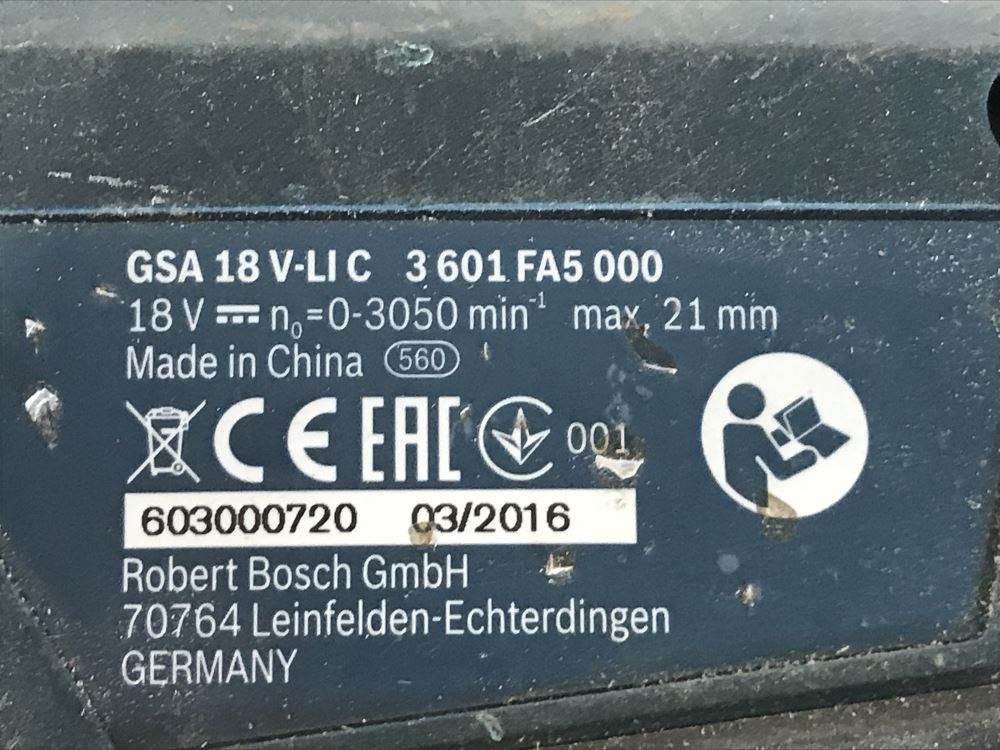 GSA 18 V-LI C 3 601 FA5 000
18 V ⎓ n₀=0-3050 min⁻¹ max. 21 mm
Made in China 560
CE EAC 001
603000720 03/2016
Robert Bosch GmbH
70764 Leinfelden-Echterdingen
GERMANY